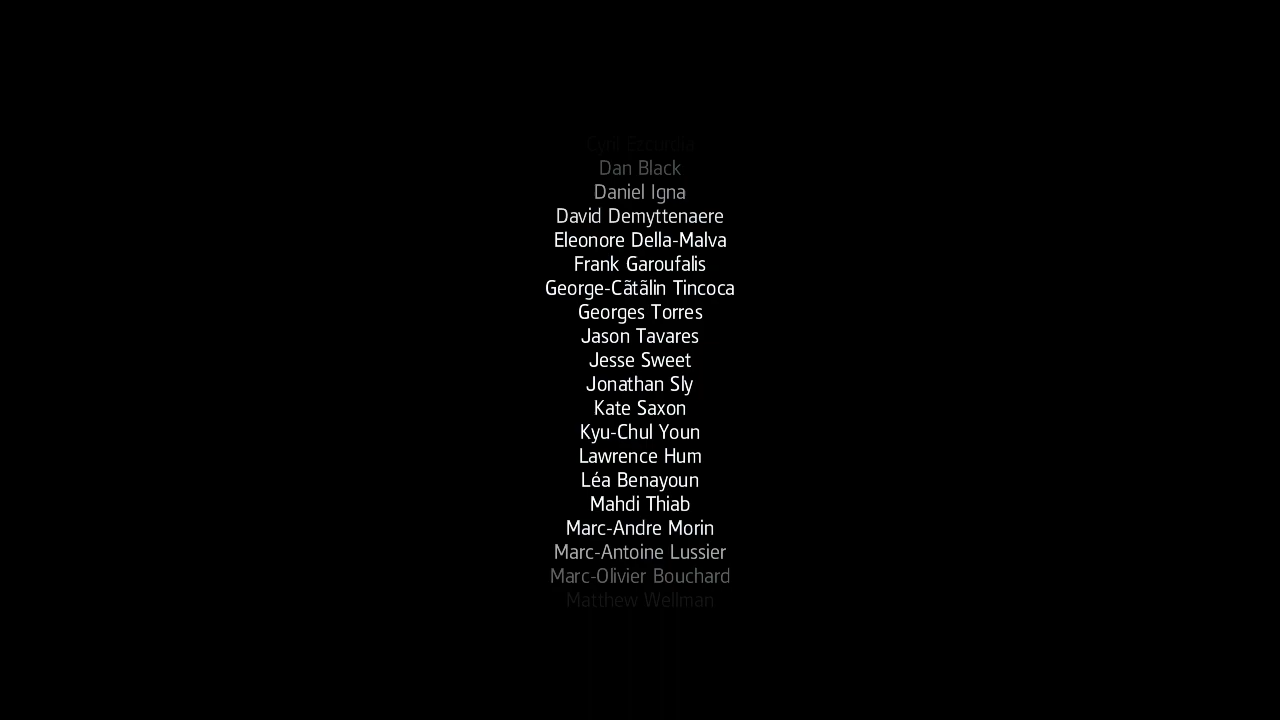 Cyril
Dan Black
Daniel Igna
David Demyttenaere
Eleonore Della-Malva
Frank Garoufalis
George-Cãtãlin Tincoca
Georges Torres
Jason Tavares
Jesse Sweet
Jonathan Sly
Kate Saxon
Kyu-Chul Youn
Lawrence Hum
Léa Benayoun
Mahdi Thiab
Marc-Andre Morin
Marc-Antoine Lussier
Marc-Olivier Bouchard
Matthew Wellman